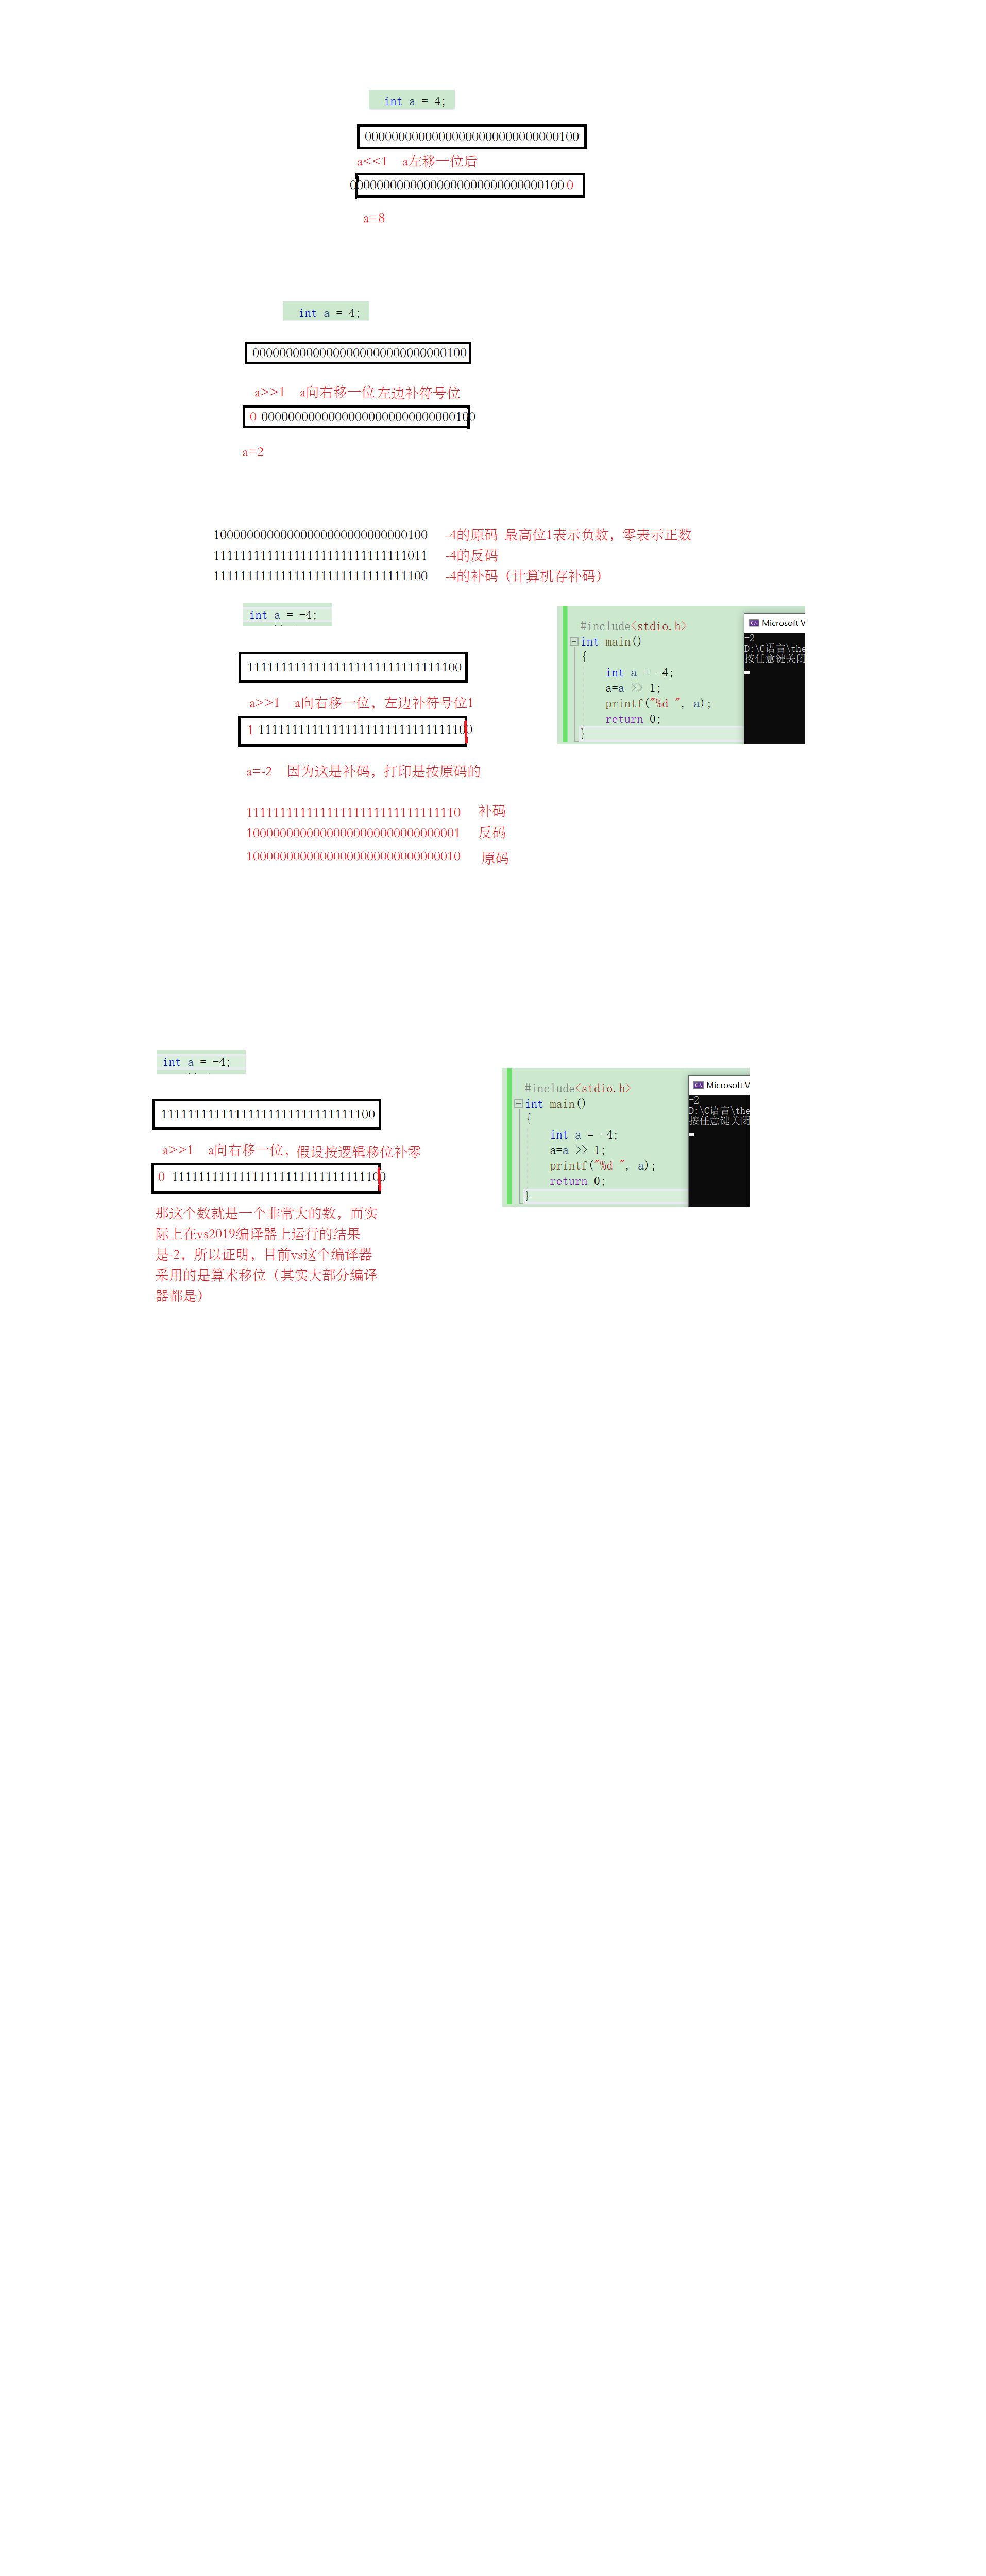 int a = 4;
00000000000000000000000000000100
a<<1 a左移一位后
00000000000000000000000000000100 0
a=8
int a = 4;
00000000000000000000000000000100
a>>1 a向右移一位 左边补符号位
0 00000000000000000000000000000100
a=2
10000000000000000000000000000100 -4的原码 最高位1表示负数，零表示正数
11111111111111111111111111111011 -4的反码
11111111111111111111111111111100 -4的补码（计算机存补码）
int a = -4;
11111111111111111111111111111100
a>>1 a向右移一位，左边补符号位1
1 11111111111111111111111111111100
a=-2 因为这是补码，打印是按原码的
11111111111111111111111111111110 补码
10000000000000000000000000000001 反码
10000000000000000000000000000010 原码
#include<stdio.h>
int main()
{
int a = -4;
a=a >> 1;
printf("%d ", a);
return 0;
}
Microsoft V
-2
D:\C语言\the
按任意键关闭
int a = -4;
11111111111111111111111111111100
a>>1 a向右移一位，假设按逻辑移位补零
0 11111111111111111111111111111100
那这个数就是一个非常大的数，而实
际上在vs2019编译器上运行的结果
是-2，所以证明，目前vs这个编译器
采用的是算术移位（其实大部分编译
器都是）
#include<stdio.h>
int main()
{
int a = -4;
a=a >> 1;
printf("%d ", a);
return 0;
}
Microsoft V
-2
D:\C语言\the
按任意键关闭